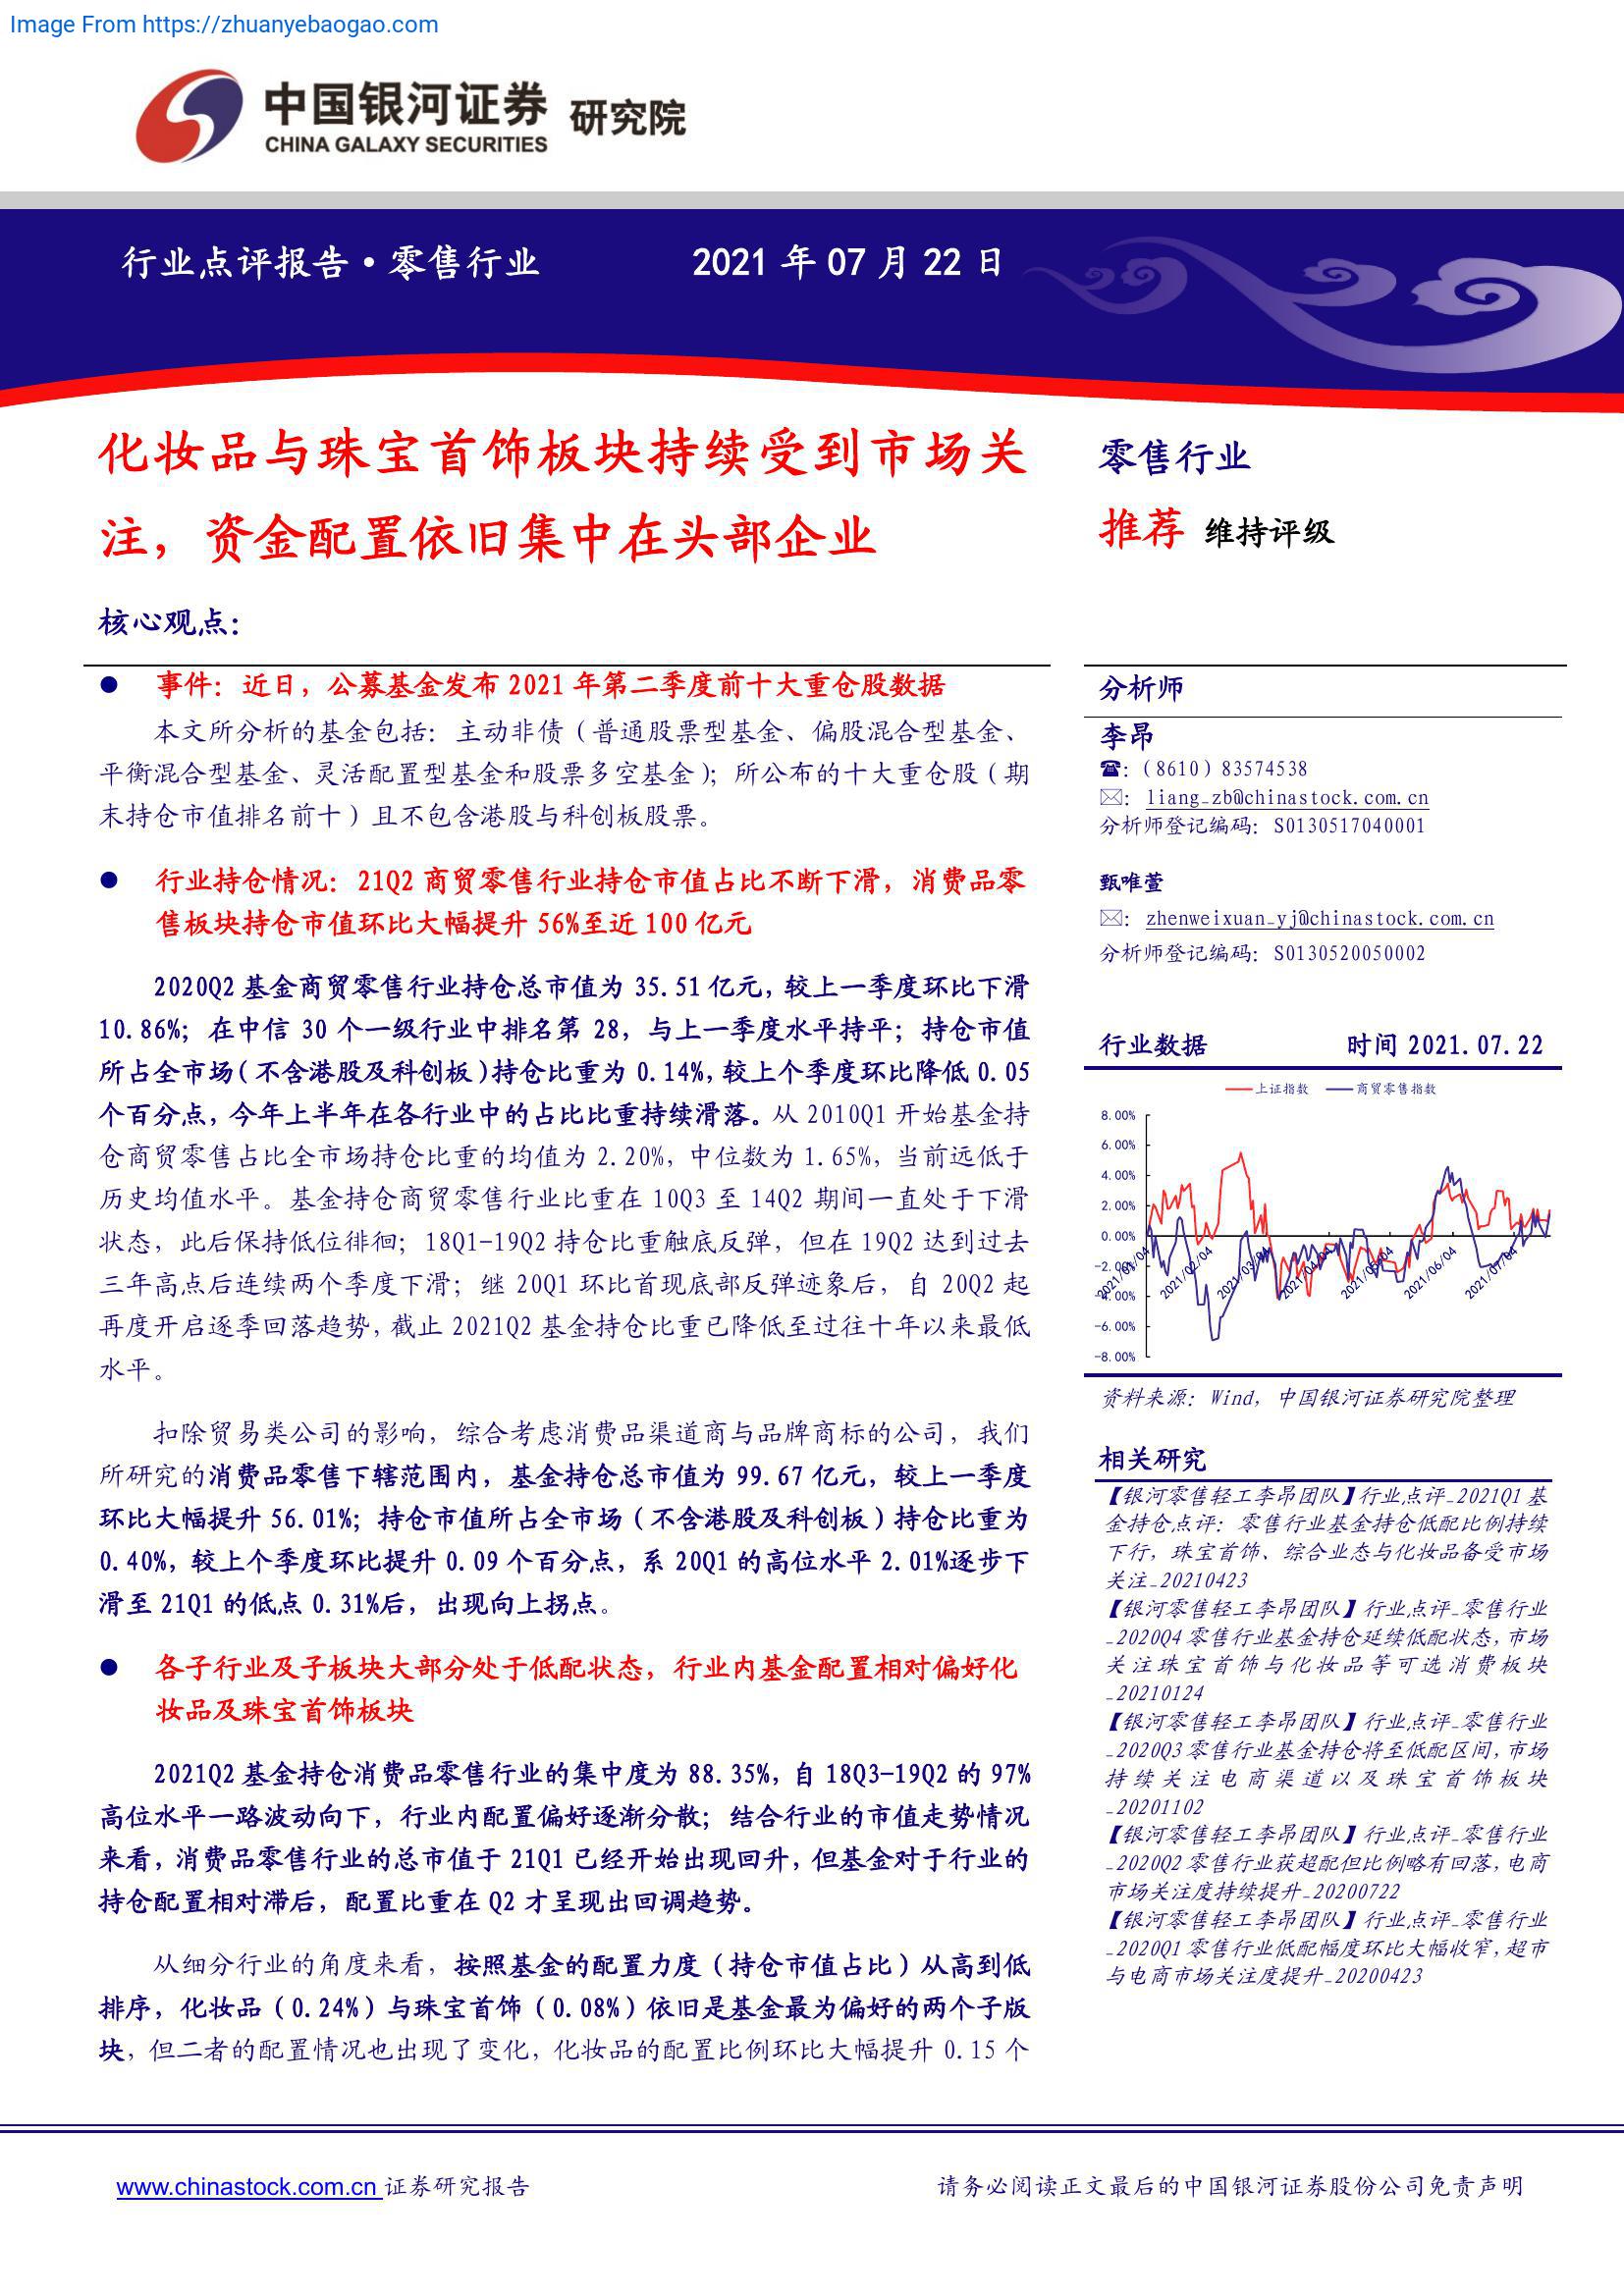 Image From https://zhuanyebaogao.com
中国银河证券 研究院
CHINA GALAXY SECURITIES
行业点评报告·零售行业 2021 年 07 月 22 日
化妆品与珠宝首饰板块持续受到市场关
注，资金配置依旧集中在头部企业
核心观点：
● 事件：近日，公募基金发布 2021 年第二季度前十大重仓股数据
本文所分析的基金包括：主动非债（普通股票型基金、偏股混合型基金、
平衡混合型基金、灵活配置型基金和股票多空基金）；所公布的十大重仓股（期
末持仓市值排名前十）且不包含港股与科创板股票。
● 行业持仓情况：21Q2 商贸零售行业持仓市值占比不断下滑，消费品零
售板块持仓市值环比大幅提升 56%至近 100 亿元
2020Q2 基金商贸零售行业持仓总市值为 35.51 亿元，较上一季度环比下滑
10.86%；在中信 30 个一级行业中排名第 28，与上一季度水平持平；持仓市值
所占全市场（不含港股及科创板）持仓比重为 0.14%，较上个季度环比降低 0.05
个百分点，今年上半年在各行业中的占比比重持续滑落。从 2010Q1 开始基金持
仓商贸零售占比全市场持仓比重的均值为 2.20%，中位数为 1.65%，当前远低于
历史均值水平。基金持仓商贸零售行业比重在 10Q3 至 14Q2 期间一直处于下滑
状态，此后保持低位徘徊；18Q1-19Q2 持仓比重触底反弹，但在 19Q2 达到过去
三年高点后连续两个季度下滑；继 20Q1 环比首现底部反弹迹象后，自 20Q2 起
再度开启逐季回落趋势，截止 2021Q2 基金持仓比重已降低至过往十年以来最低
水平。
扣除贸易类公司的影响，综合考虑消费品渠道商与品牌商标的公司，我们
所研究的消费品零售下辖范围内，基金持仓总市值为 99.67 亿元，较上一季度
环比大幅提升 56.01%；持仓市值所占全市场（不含港股及科创板）持仓比重为
0.40%，较上个季度环比提升 0.09 个百分点，系 20Q1 的高位水平 2.01%逐步下
滑至 21Q1 的低点 0.31%后，出现向上拐点。
● 各子行业及子板块大部分处于低配状态，行业内基金配置相对偏好化
妆品及珠宝首饰板块
2021Q2 基金持仓消费品零售行业的集中度为 88.35%，自 18Q3-19Q2 的 97%
高位水平一路波动向下，行业内配置偏好逐渐分散；结合行业的市值走势情况
来看，消费品零售行业的总市值于 21Q1 已经开始出现回升，但基金对于行业的
持仓配置相对滞后，配置比重在 Q2 才呈现出回调趋势。
从细分行业的角度来看，按照基金的配置力度（持仓市值占比）从高到低
排序，化妆品（0.24%）与珠宝首饰（0.08%）依旧是基金最为偏好的两个子版
块，但二者的配置情况也出现了变化，化妆品的配置比例环比大幅提升 0.15 个
零售行业
推荐 维持评级
分析师
李昂
☎：（8610）83574538
✉：liang_zb@chinastock.com.cn
分析师登记编码：S0130517040001
甄唯萱
✉：zhenweixuan_yj@chinastock.com.cn
分析师登记编码：S0130520050002
行业数据 时间 2021.07.22
上证指数 商贸零售指数
8.00%
6.00%
4.00%
2.00%
0.00%
-2.00%
-4.00%
-6.00%
-8.00%
2021/01/04 2021/02/04 2021/03/04 2021/04/04 2021/05/04 2021/06/04 2021/07/04
资料来源：Wind，中国银河证券研究院整理
相关研究
【银河零售轻工李昂团队】行业点评_2021Q1 基
金持仓点评：零售行业基金持仓低配比例持续
下行，珠宝首饰、综合业态与化妆品备受市场
关注_20210423
【银河零售轻工李昂团队】行业点评_零售行业
_2020Q4 零售行业基金持仓延续低配状态，市场
关注珠宝首饰与化妆品等可选消费板块
_20210124
【银河零售轻工李昂团队】行业点评_零售行业
_2020Q3 零售行业基金持仓将至低配区间，市场
持续关注电商渠道以及珠宝首饰板块
_20201102
【银河零售轻工李昂团队】行业点评_零售行业
_2020Q2 零售行业获超配但比例略有回落，电商
市场关注度持续提升_20200722
【银河零售轻工李昂团队】行业点评_零售行业
_2020Q1 零售行业低配幅度环比大幅收窄，超市
与电商市场关注度提升_20200423
www.chinastock.com.cn 证券研究报告 请务必阅读正文最后的中国银河证券股份公司免责声明